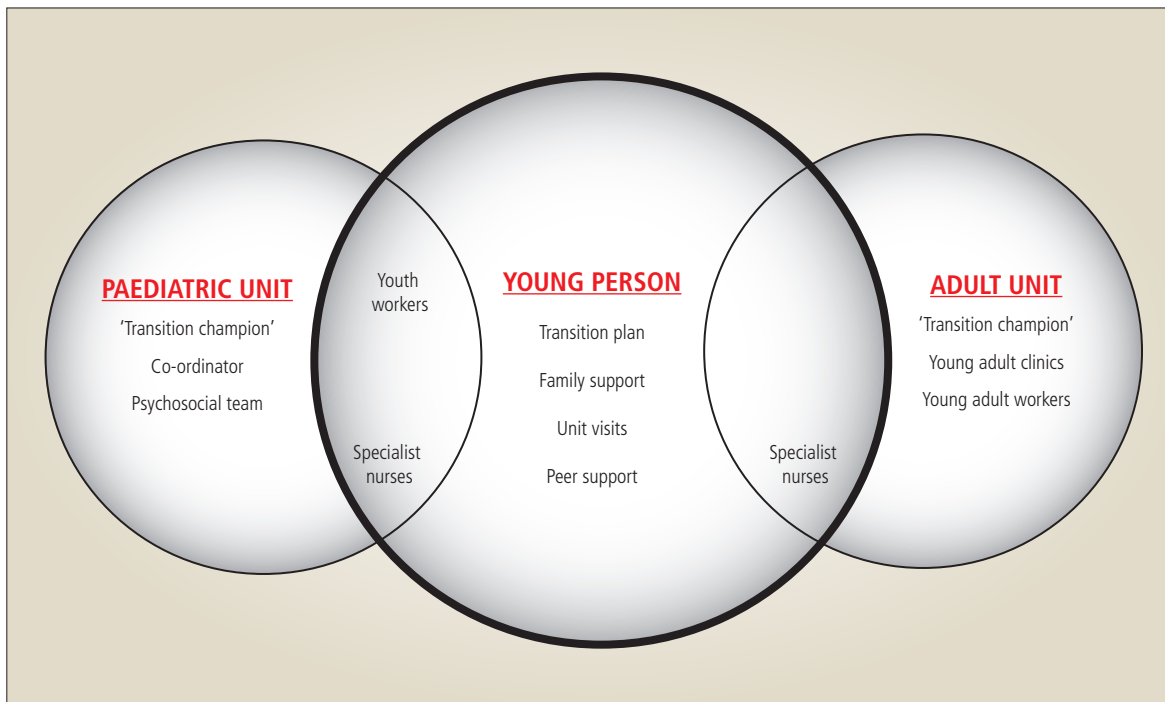 PAEDIATRIC UNIT
'Transition champion'
Co-ordinator
Psychosocial team
Youth
workers
Specialist
nurses
YOUNG PERSON
Transition plan
Family support
Unit visits
Peer support
Specialist
nurses
ADULT UNIT
'Transition champion'
Young adult clinics
Young adult workers